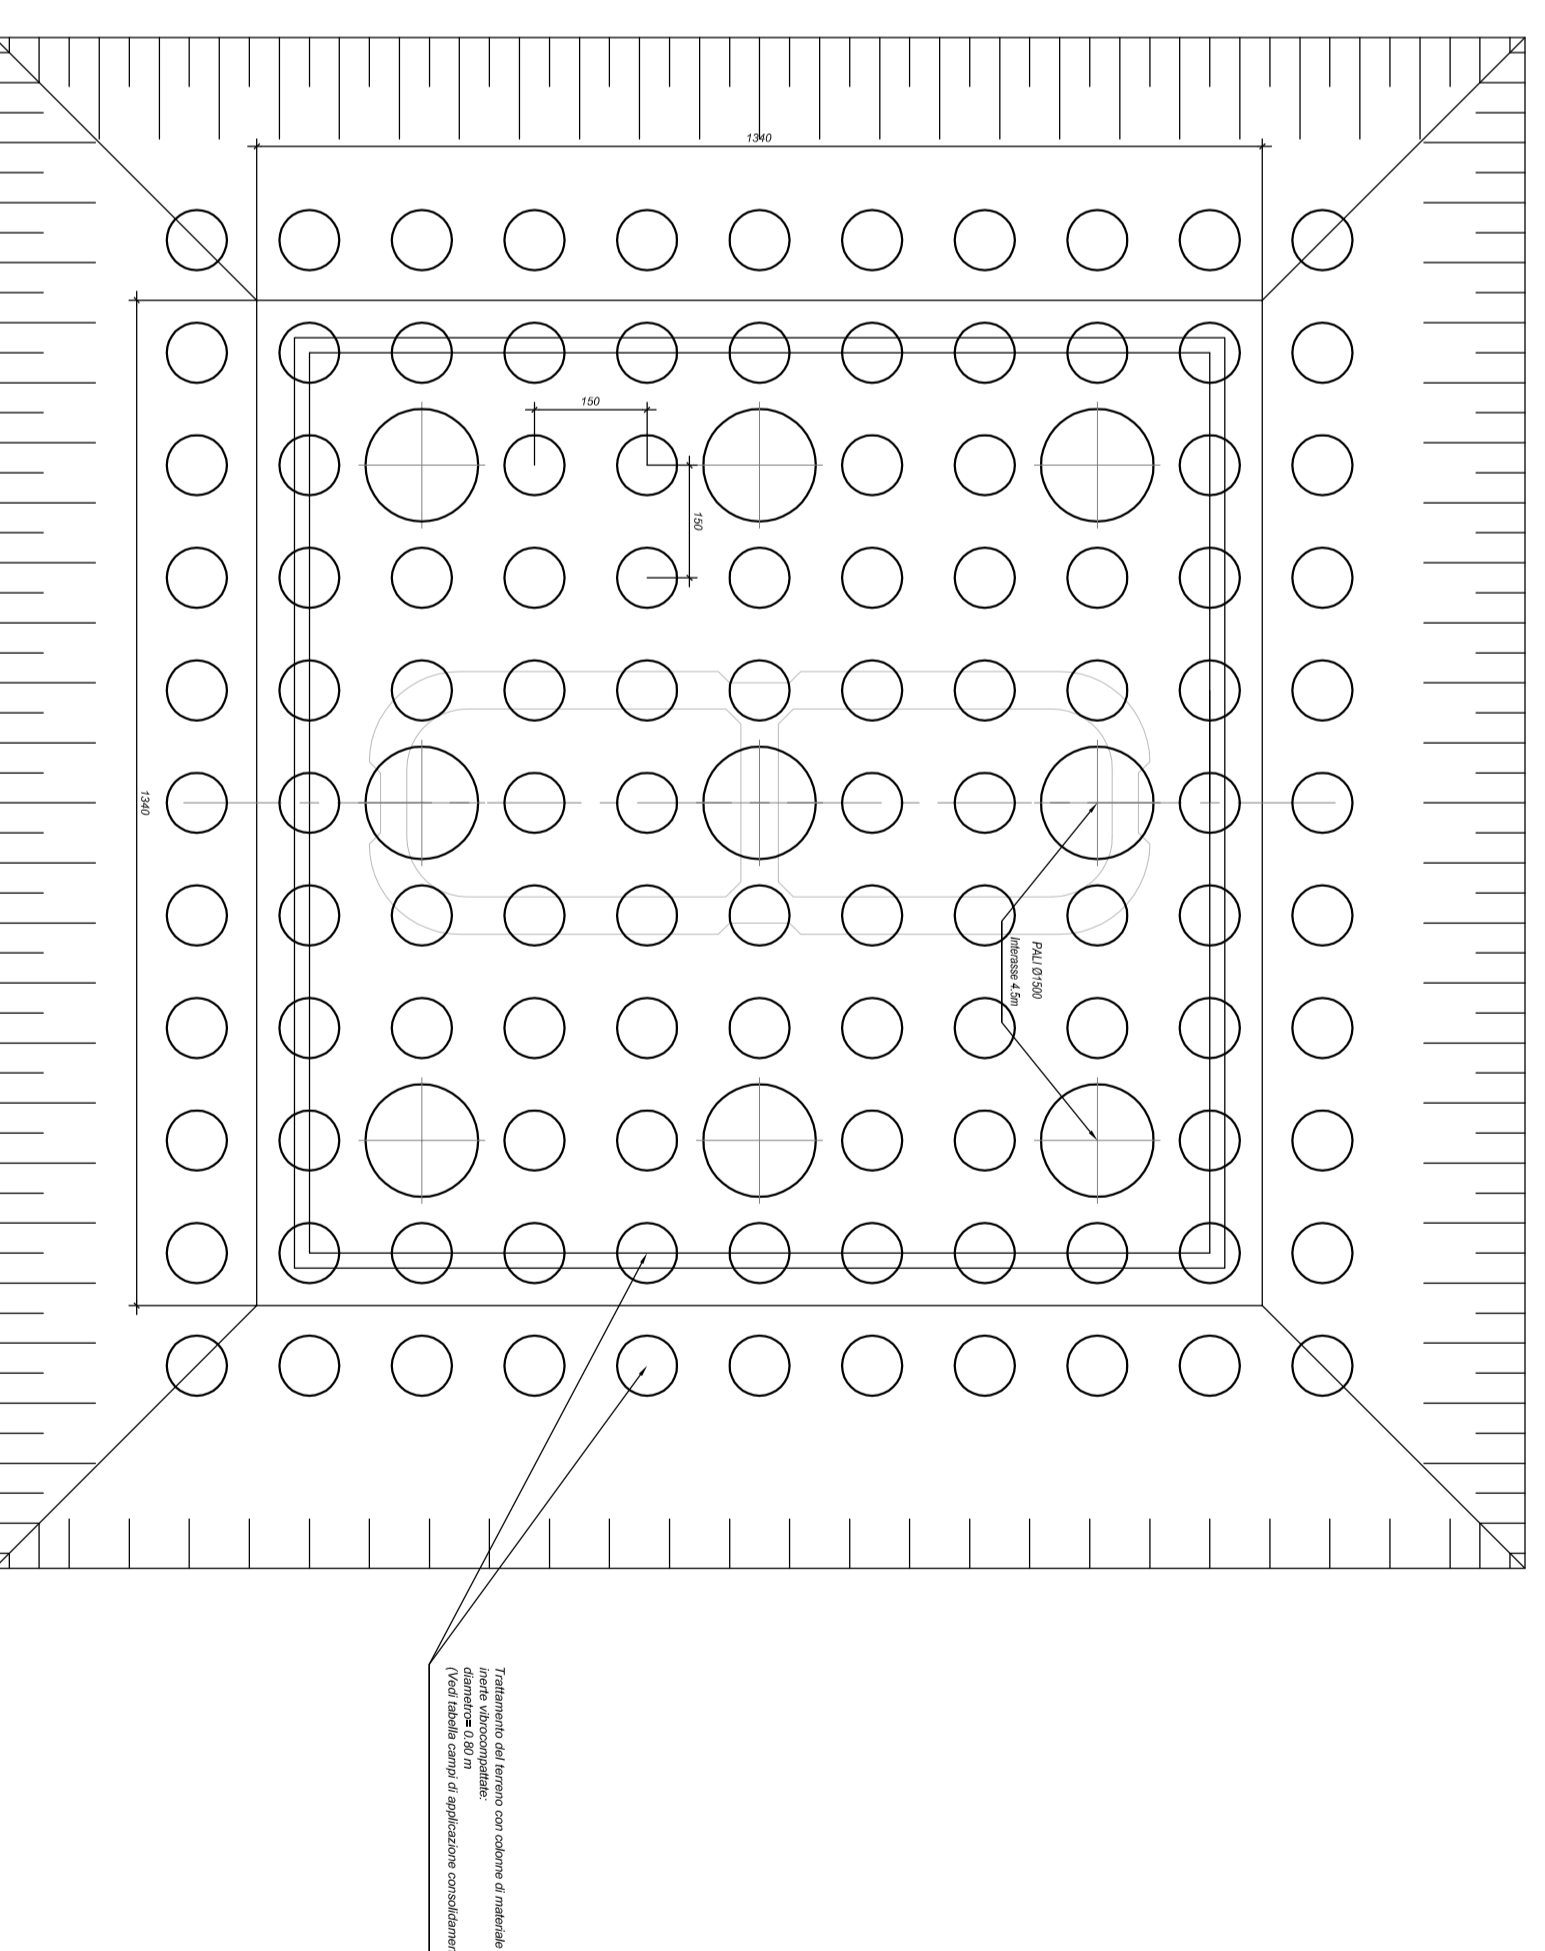 1340
150
150
1340
PALI Ø1500
Interasse 4.5m
Trattamento del terreno con colonne di materiale
inerte vibrocompattate:
diametro= 0.80 m
(Vedi tabella campi di applicazione